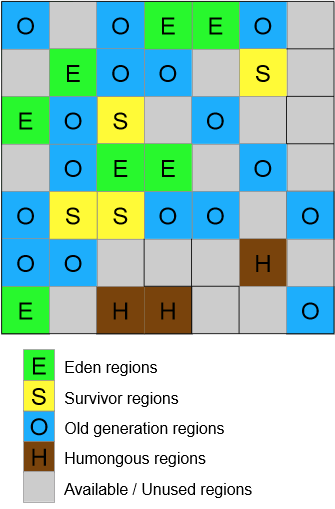 O O E E O
E O O S
E O S O
O E E O
O S S O O O
O O H
E H H O
E Eden regions
S Survivor regions
O Old generation regions
H Humongous regions
Available / Unused regions